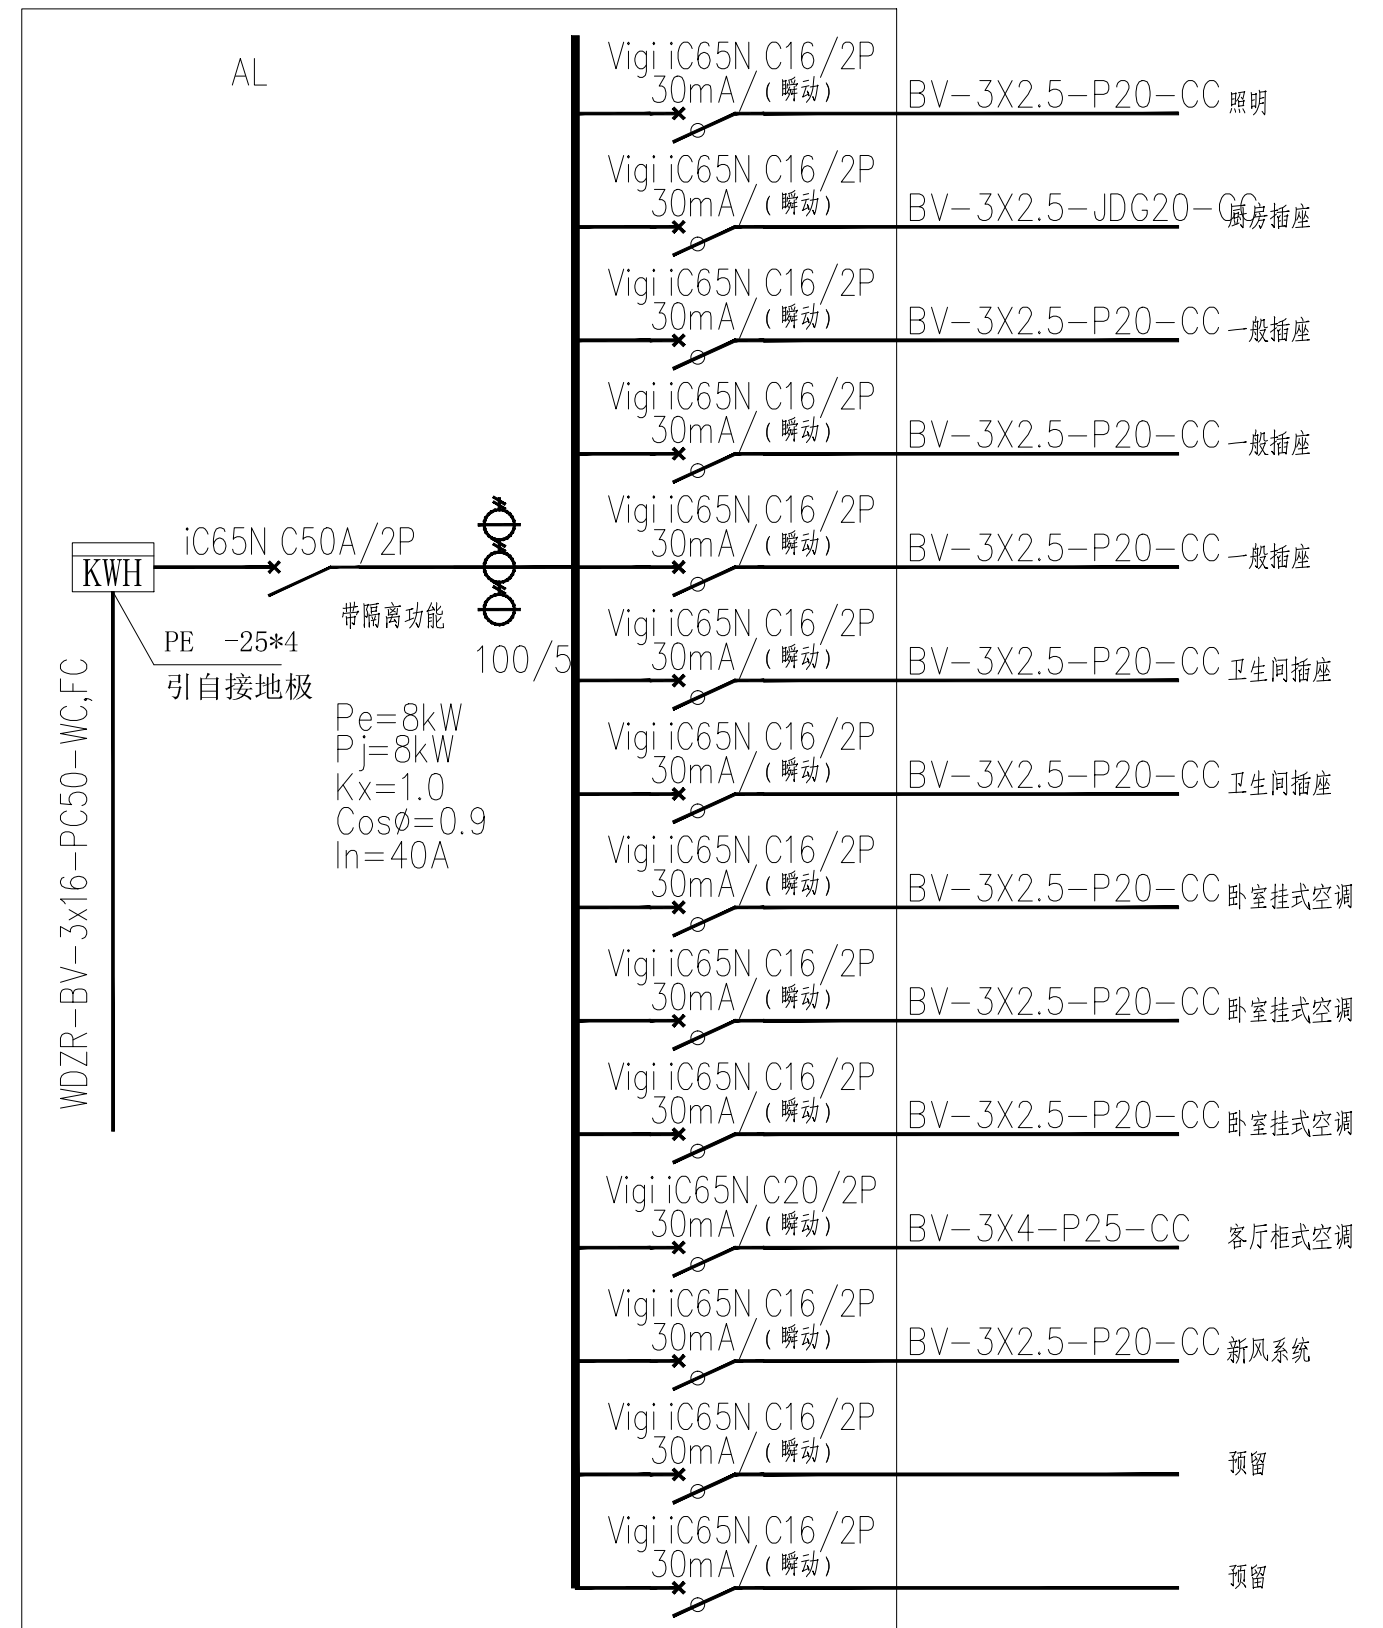 AL
Vigi iC65N C16/2P
30mA/(瞬动)
BV-3X2.5-P20-CC 照明
Vigi iC65N C16/2P
30mA/(瞬动)
BV-3X2.5-JDG20-CC 厨房插座
Vigi iC65N C16/2P
30mA/(瞬动)
BV-3X2.5-P20-CC 一般插座
Vigi iC65N C16/2P
30mA/(瞬动)
BV-3X2.5-P20-CC 一般插座
Vigi iC65N C16/2P
30mA/(瞬动)
BV-3X2.5-P20-CC 一般插座
iC65N C50A/2P
KWH
带隔离功能
100/5
PE -25*4
引自接地极
WDZR-BV-3x16-PC50-WC,FC
Pe=8kW
Pj=8kW
Kx=1.0
CosØ=0.9
In=40A
Vigi iC65N C16/2P
30mA/(瞬动)
BV-3X2.5-P20-CC 卫生间插座
Vigi iC65N C16/2P
30mA/(瞬动)
BV-3X2.5-P20-CC 卫生间插座
Vigi iC65N C16/2P
30mA/(瞬动)
BV-3X2.5-P20-CC 卧室挂式空调
Vigi iC65N C16/2P
30mA/(瞬动)
BV-3X2.5-P20-CC 卧室挂式空调
Vigi iC65N C16/2P
30mA/(瞬动)
BV-3X2.5-P20-CC 卧室挂式空调
Vigi iC65N C20/2P
30mA/(瞬动)
BV-3X4-P25-CC 客厅柜式空调
Vigi iC65N C16/2P
30mA/(瞬动)
BV-3X2.5-P20-CC 新风系统
Vigi iC65N C16/2P
30mA/(瞬动)
预留
Vigi iC65N C16/2P
30mA/(瞬动)
预留